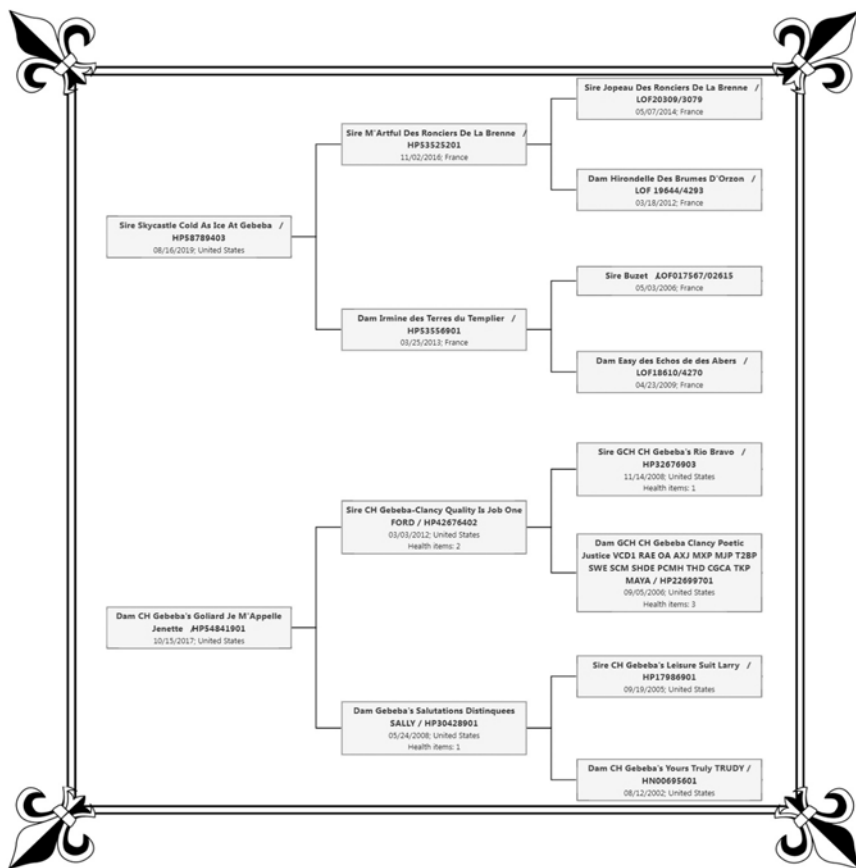 Sire Jopeau Des Ronciers De La Brenne /
LOF20309/3079
05/07/2014; France
Sire M'Artful Des Ronciers De La Brenne /
HP53525201
11/02/2016; France
Dam Hirondelle Des Brumes D'Orzon /
LOF 19644/4293
03/18/2012; France
Sire Skycastle Cold As Ice At Gebeba /
HP58789403
08/16/2019; United States
Sire Buzet /LOF017567/02615
05/03/2006; France
Dam Irmine des Terres du Templier /
HP53556901
03/25/2013; France
Dam Easy des Echos de des Abers /
LOF18610/4270
04/23/2009; France
Sire GCH CH Gebeba's Rio Bravo /
HP32676903
11/14/2008; United States
Health items: 1
Sire CH Gebeba-Clancy Quality Is Job One
FORD / HP42676402
03/03/2012; United States
Health items: 2
Dam GCH CH Gebeba Clancy Poetic
Justice VCD1 RAE OA AXJ MXP MJP T2BP
SWE SCM SHDE PCMH THD CGCA TKP
MAYA / HP22699701
09/05/2006; United States
Health items: 3
Dam CH Gebeba's Goliard Je M'Appelle
Jenette /HP54841901
10/15/2017; United States
Sire CH Gebeba's Leisure Suit Larry /
HP17986901
09/19/2005; United States
Dam Gebeba's Salutations Distinquees
SALLY / HP30428901
05/24/2008; United States
Health items: 1
Dam CH Gebeba's Yours Truly TRUDY /
HN00695601
08/12/2002; United States